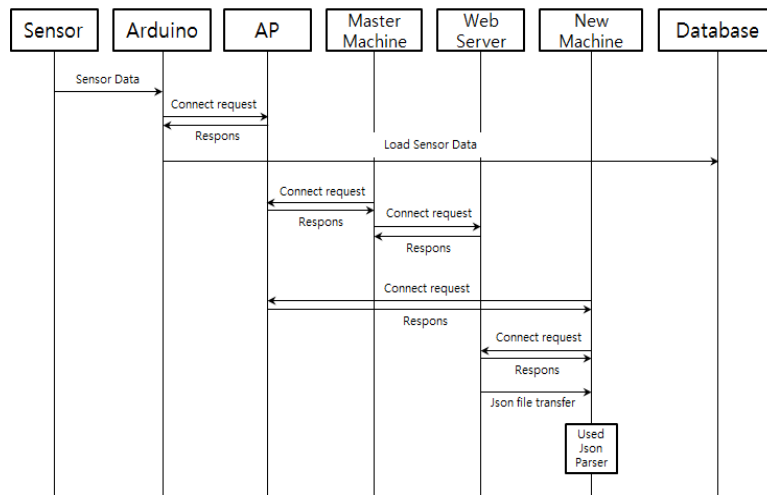 Sensor
Arduino
AP
Master
Machine
Web
Server
New
Machine
Database
Sensor Data
Connect request
Respons
Load Sensor Data
Connect request
Respons
Connect request
Respons
Connect request
Respons
Connect request
Respons
Json file transfer
Used
Json
Parser